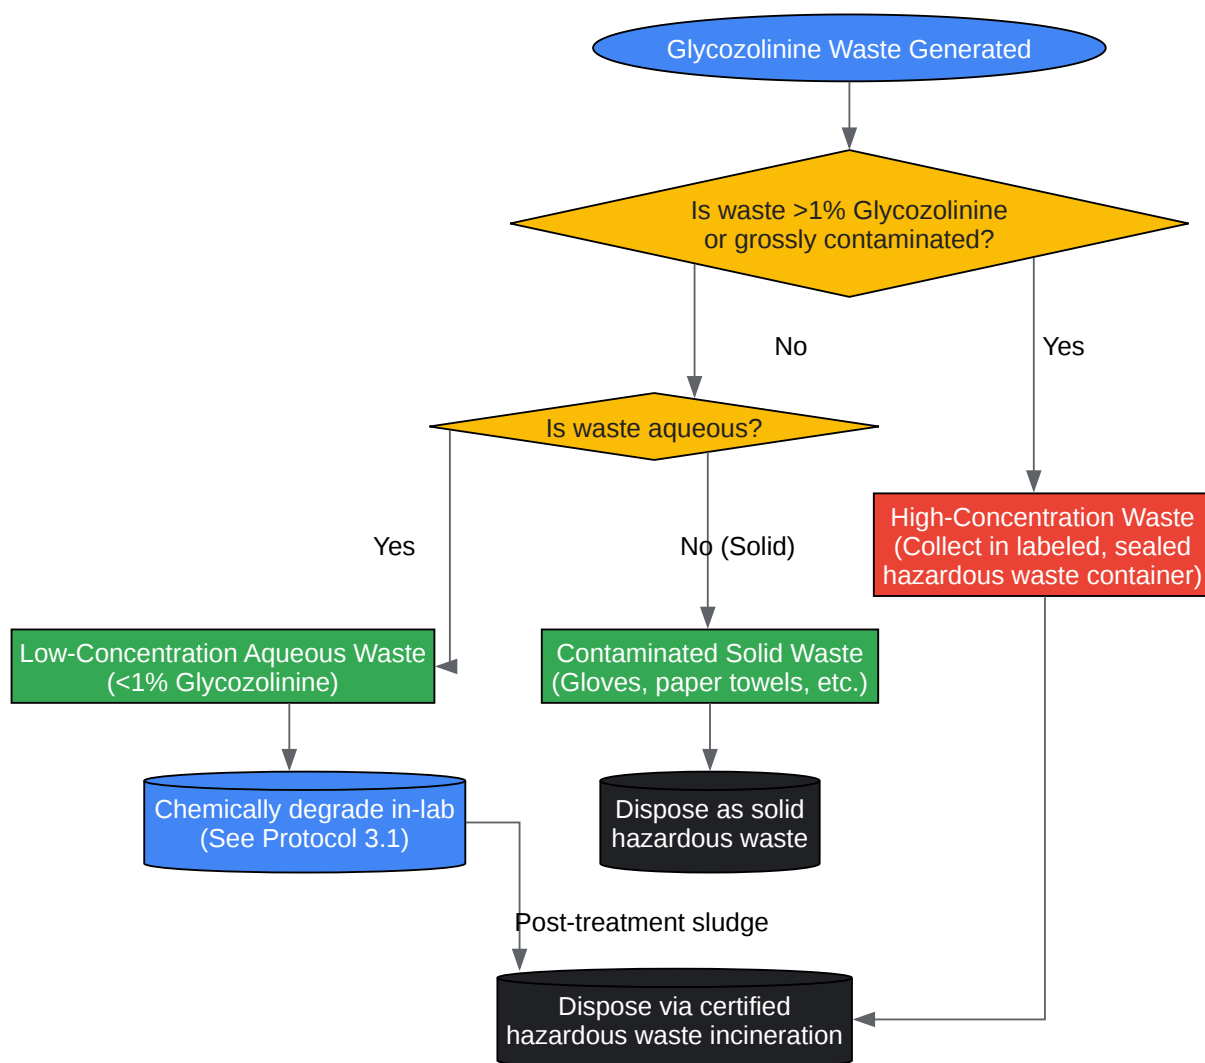 Glycozolinine Waste Generated
Is waste >1% Glycozolinine
or grossly contaminated?
No
Yes
Is waste aqueous?
Yes
No (Solid)
High-Concentration Waste
(Collect in labeled, sealed
hazardous waste container)
Low-Concentration Aqueous Waste
(<1% Glycozolinine)
Contaminated Solid Waste
(Gloves, paper towels, etc.)
Chemically degrade in-lab
(See Protocol 3.1)
Dispose as solid
hazardous waste
Post-treatment sludge
Dispose via certified
hazardous waste incineration